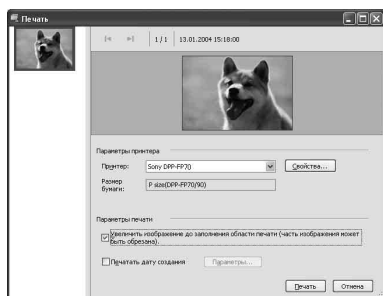 Печать
1 / 1 13.01.2004 15:18:00
Параметры принтера
Принтер: Sony DPP-FP70 Свойства...
Размер бумаги: P size(DPP-FP70/90)
Параметры печати
Увеличить изображение до заполнения области печати (часть изображения может
быть обрезана).
Печатать дату создания Параметры...
Печать Отмена